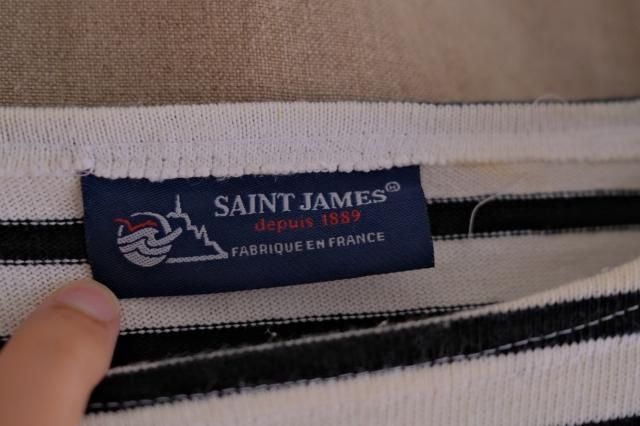 SAINT JAMES®
depuis 1889
FABRIQUE EN FRANCE